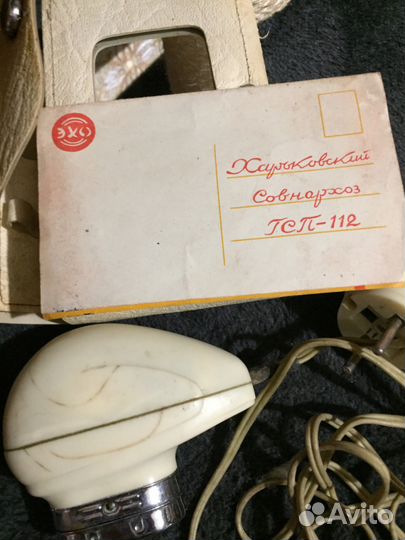 ЭХО
Харьковский
Совнархоз
ГСП-112
Avito